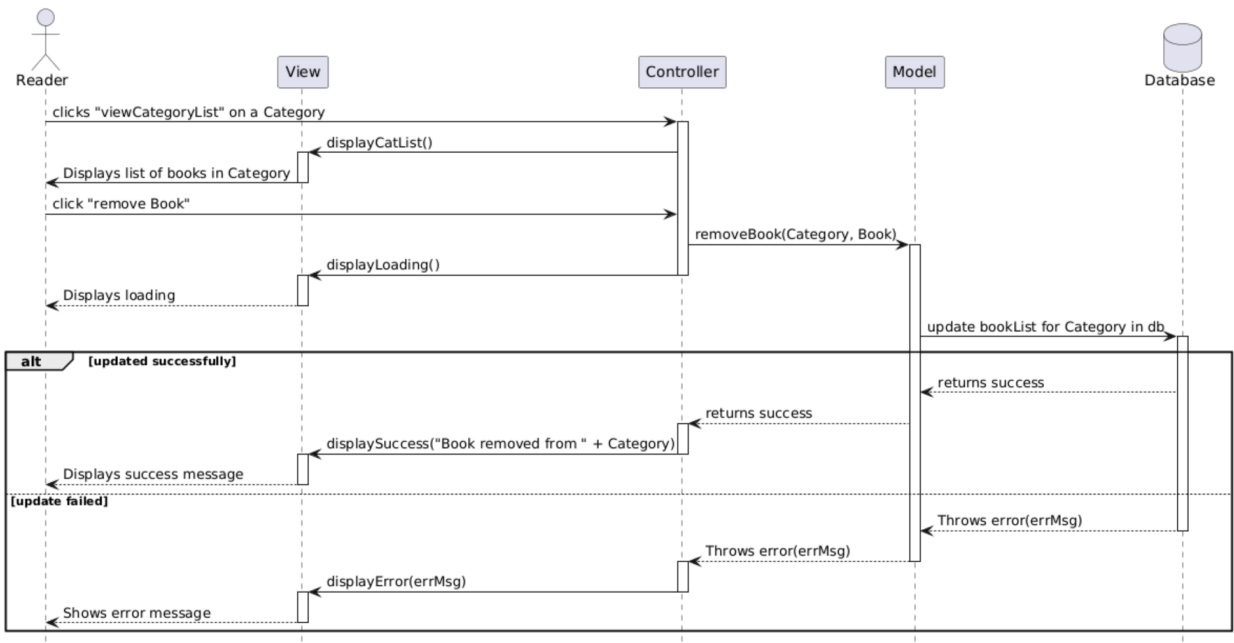 Reader
View
Controller
Model
Database
clicks "viewCategoryList" on a Category
displayCatList()
Displays list of books in Category
click "remove Book"
removeBook(Category, Book)
displayLoading()
Displays loading
update bookList for Category in db
alt
[updated successfully]
returns success
returns success
displaySuccess("Book removed from " + Category)
Displays success message
[update failed]
Throws error(errMsg)
Throws error(errMsg)
displayError(errMsg)
Shows error message